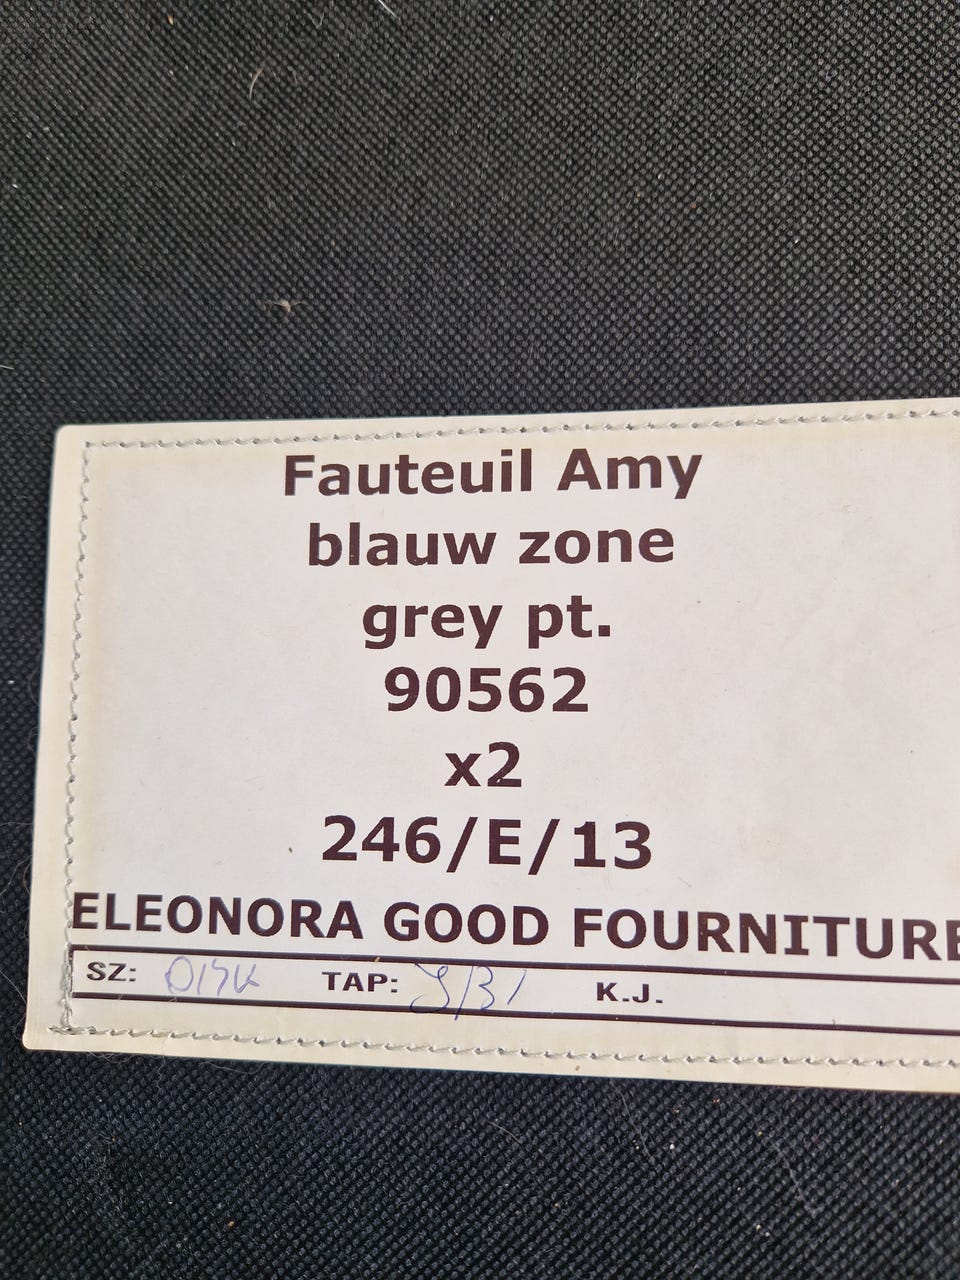 Fauteuil Amy
blauw zone
grey pt.
90562
x2
246/E/13
ELEONORA GOOD FOURNITURE
SZ: TAP: K.J.